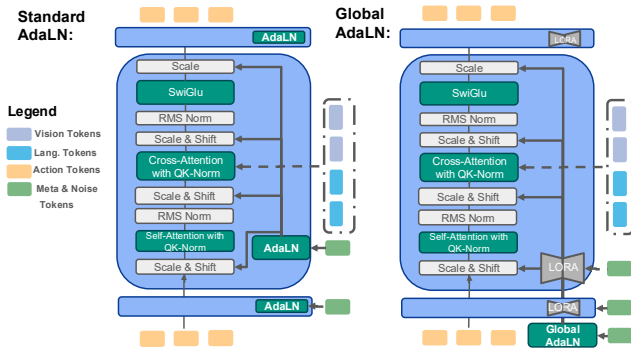 Standard
AdaLN:
AdaLN
Scale
SwiGlu
RMS Norm
Scale & Shift
Cross-Attention
with QK-Norm
Scale & Shift
RMS Norm
Self-Attention with
QK-Norm
AdaLN
Scale & Shift
AdaLN
Legend
Vision Tokens
Lang. Tokens
Action Tokens
Meta & Noise
Tokens
Global
AdaLN:
LORA
Scale
SwiGlu
RMS Norm
Scale & Shift
Cross-Attention
with QK-Norm
Scale & Shift
RMS Norm
Self-Attention with
QK-Norm
LORA
Scale & Shift
LORA
Global
AdaLN